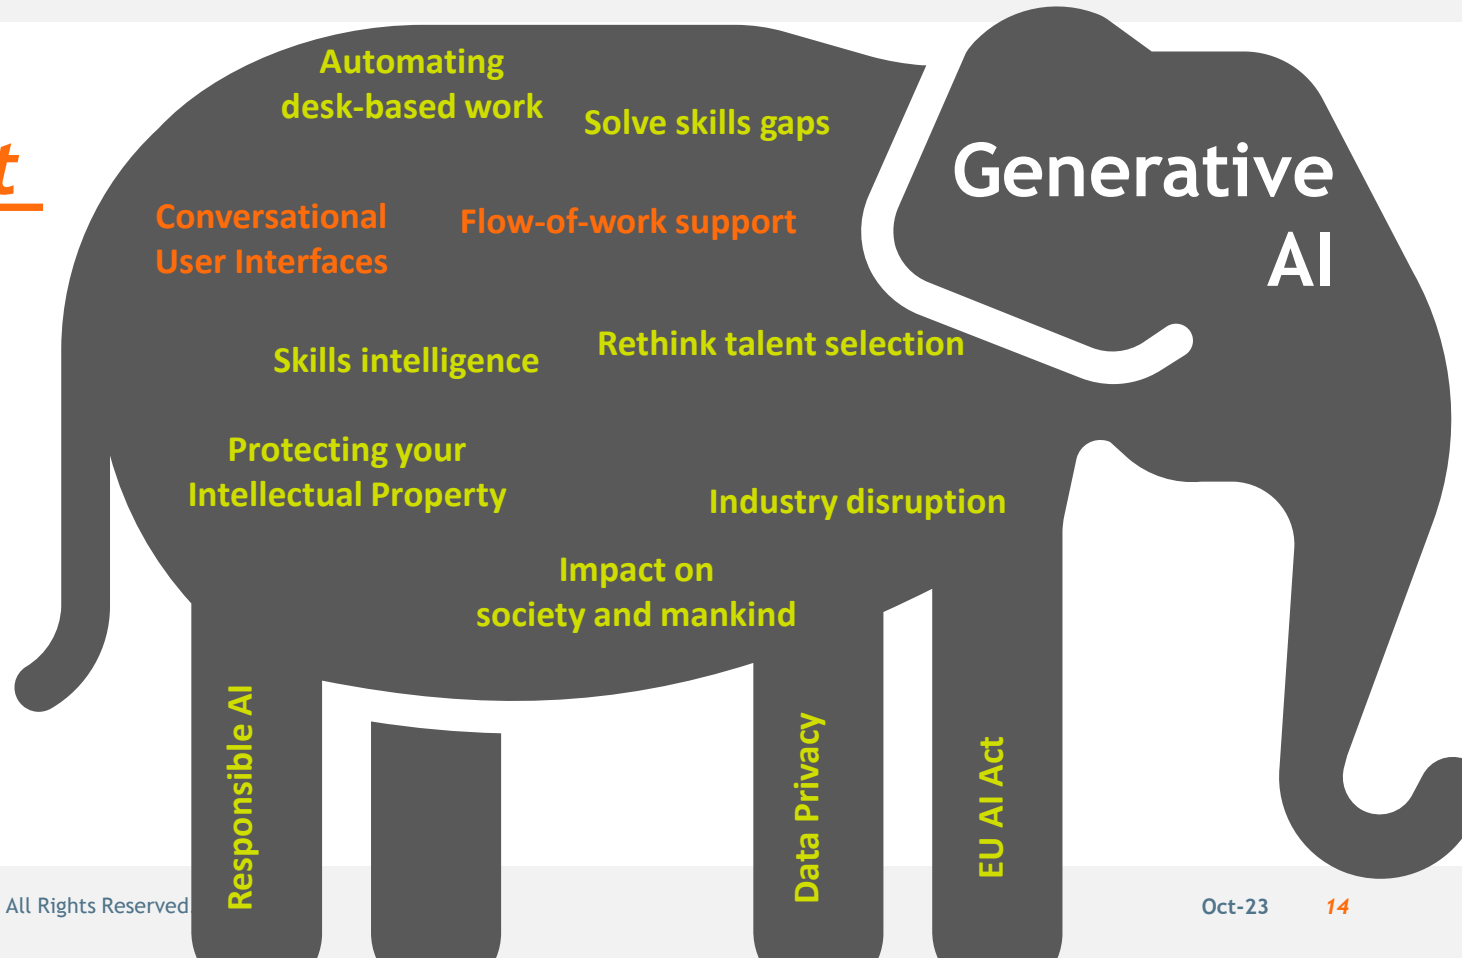 t
Automating
desk-based work
Solve skills gaps
Generative
AI
Conversational
User Interfaces
Flow-of-work support
Skills intelligence
Rethink talent selection
Protecting your
Intellectual Property
Industry disruption
Impact on
society and mankind
Responsible AI
Data Privacy
EU AI Act
All Rights Reserved.
Oct-23
14